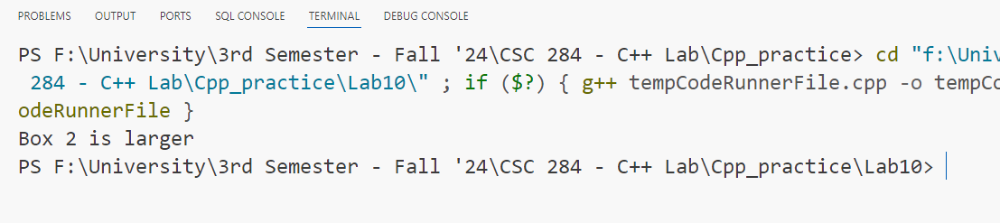 PROBLEMS OUTPUT PORTS SQL CONSOLE TERMINAL DEBUG CONSOLE
PS F:\University\3rd Semester - Fall '24\CSC 284 - C++ Lab\Cpp_practice> cd "f:\Univ
284 - C++ Lab\Cpp_practice\Lab10\" ; if ($?) { g++ tempCodeRunnerFile.cpp -o tempCo
odeRunnerFile }
Box 2 is larger
PS F:\University\3rd Semester - Fall '24\CSC 284 - C++ Lab\Cpp_practice\Lab10>